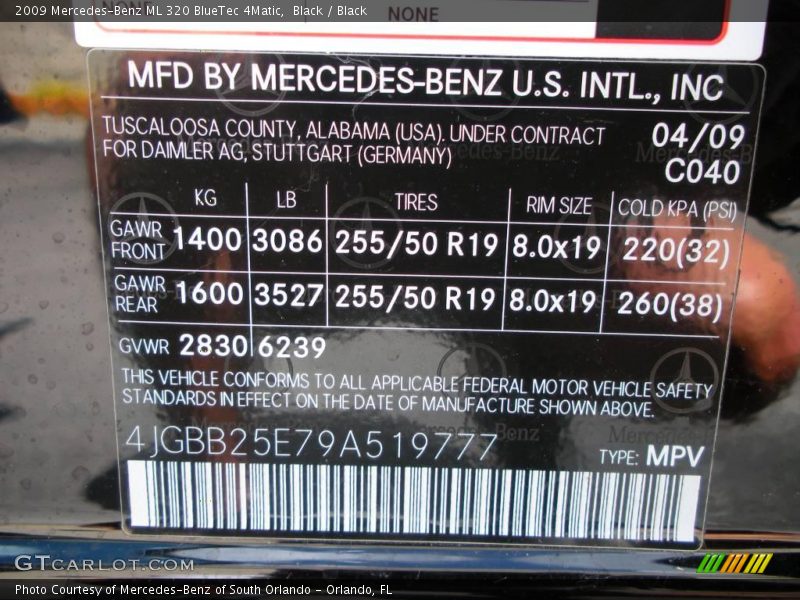 2009 Mercedes-Benz ML 320 BlueTec 4Matic, Black / Black
NONE NONE
MFD BY MERCEDES-BENZ U.S. INTL., INC
TUSCALOOSA COUNTY, ALABAMA (USA). UNDER CONTRACT 04/09
FOR DAIMLER AG, STUTTGART (GERMANY) C040
KG LB TIRES RIM SIZE COLD KPA (PSI)
GAWR FRONT 1400 3086 255/50 R19 8.0x19 220(32)
GAWR REAR 1600 3527 255/50 R19 8.0x19 260(38)
GVWR 2830 6239
THIS VEHICLE CONFORMS TO ALL APPLICABLE FEDERAL MOTOR VEHICLE SAFETY
STANDARDS IN EFFECT ON THE DATE OF MANUFACTURE SHOWN ABOVE.
4JGBB25E79A519777 TYPE: MPV
GTCARLOT.COM
Photo Courtesy of Mercedes-Benz of South Orlando - Orlando, FL